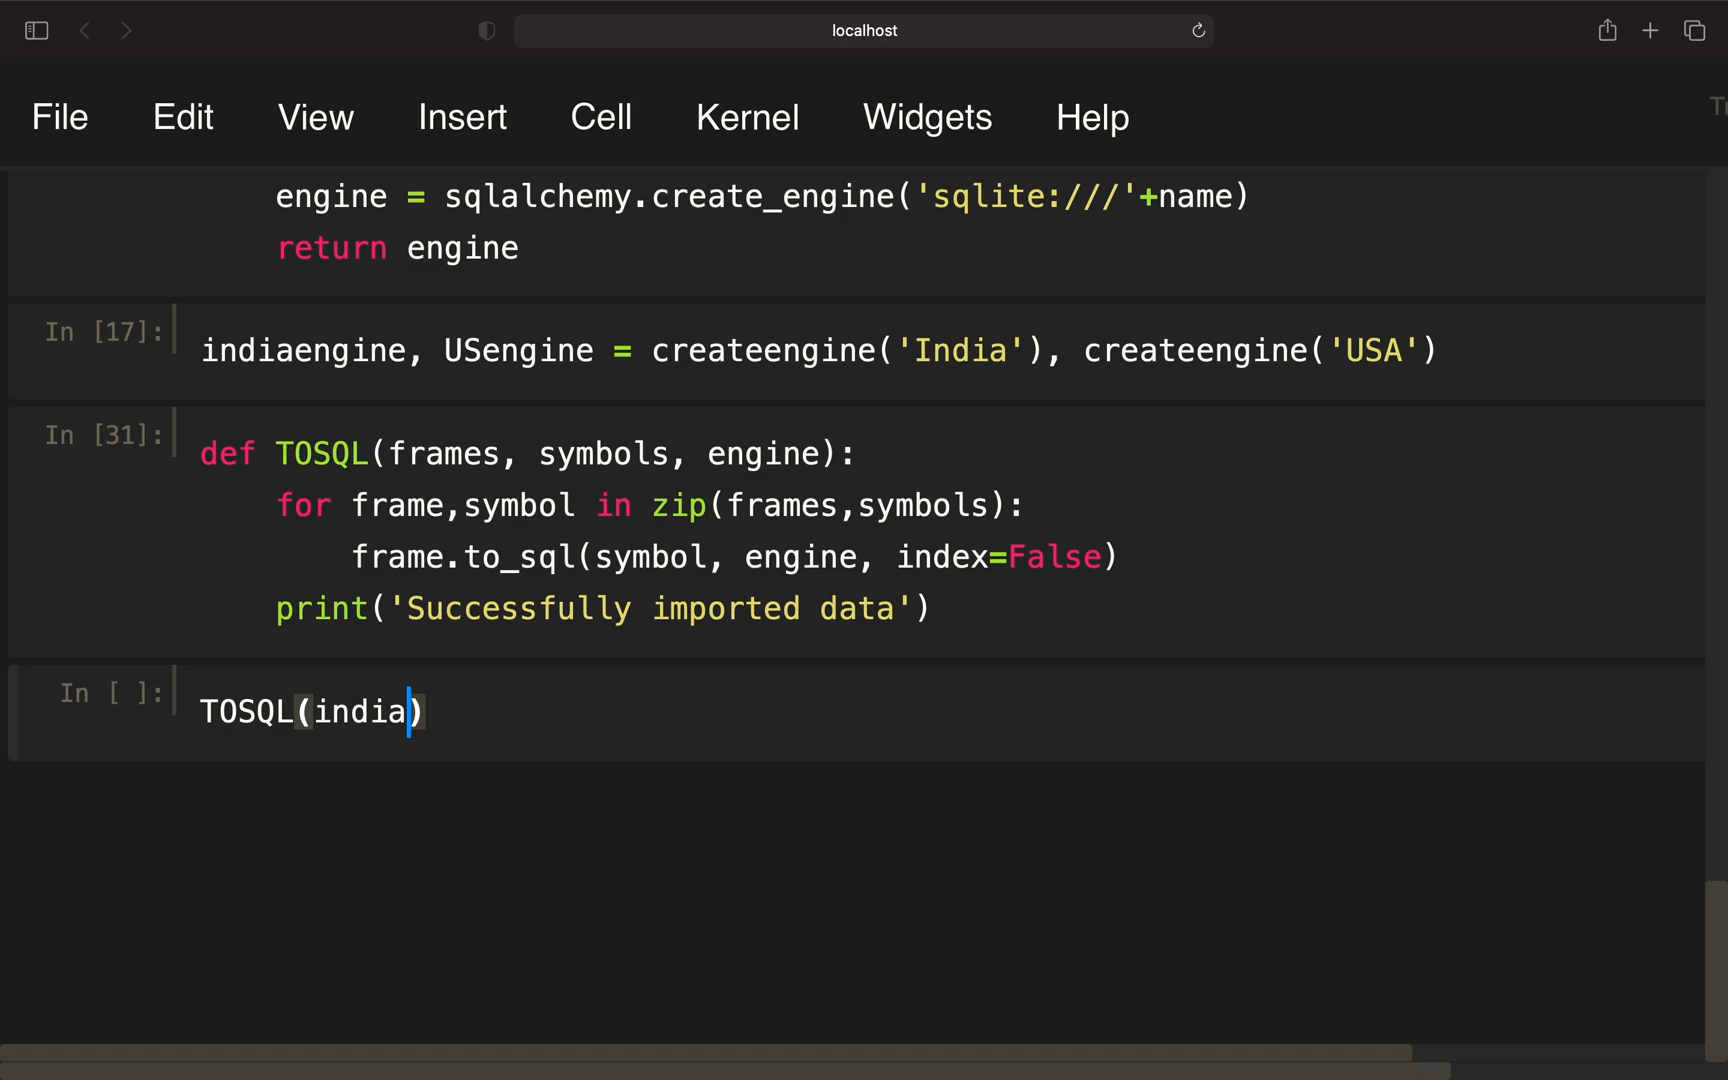 localhost
File Edit View Insert Cell Kernel Widgets Help
engine = sqlalchemy.create_engine('sqlite:///'+name)
return engine
In [17]: indiaengine, USengine = createengine('India'), createengine('USA')
In [31]: def TOSQL(frames, symbols, engine):
for frame,symbol in zip(frames,symbols):
frame.to_sql(symbol, engine, index=False)
print('Successfully imported data')
In [ ]: TOSQL(india)